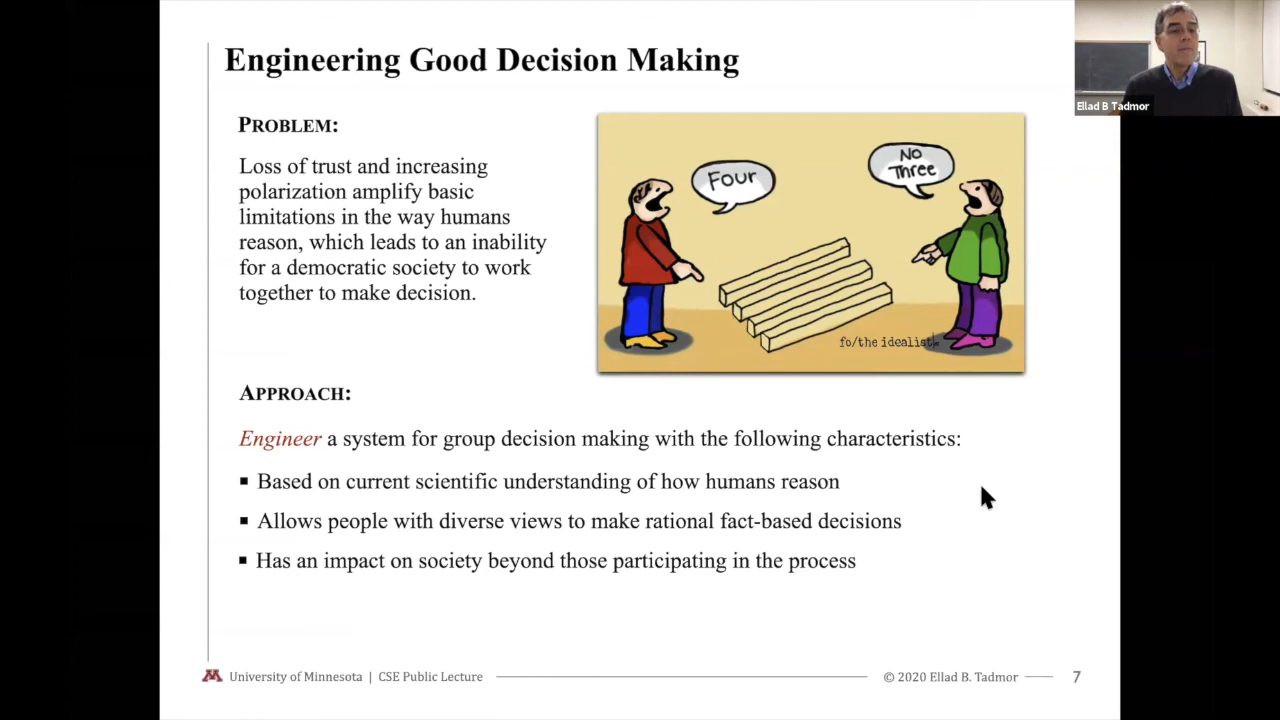 Engineering Good Decision Making
Ellad B Tadmor
PROBLEM:
Loss of trust and increasing
polarization amplify basic
limitations in the way humans
reason, which leads to an inability
for a democratic society to work
together to make decision.
Four
No
Three
fo/the idealist
APPROACH:
Engineer a system for group decision making with the following characteristics:
▪ Based on current scientific understanding of how humans reason
▪ Allows people with diverse views to make rational fact-based decisions
▪ Has an impact on society beyond those participating in the process
University of Minnesota | CSE Public Lecture
© 2020 Ellad B. Tadmor
7